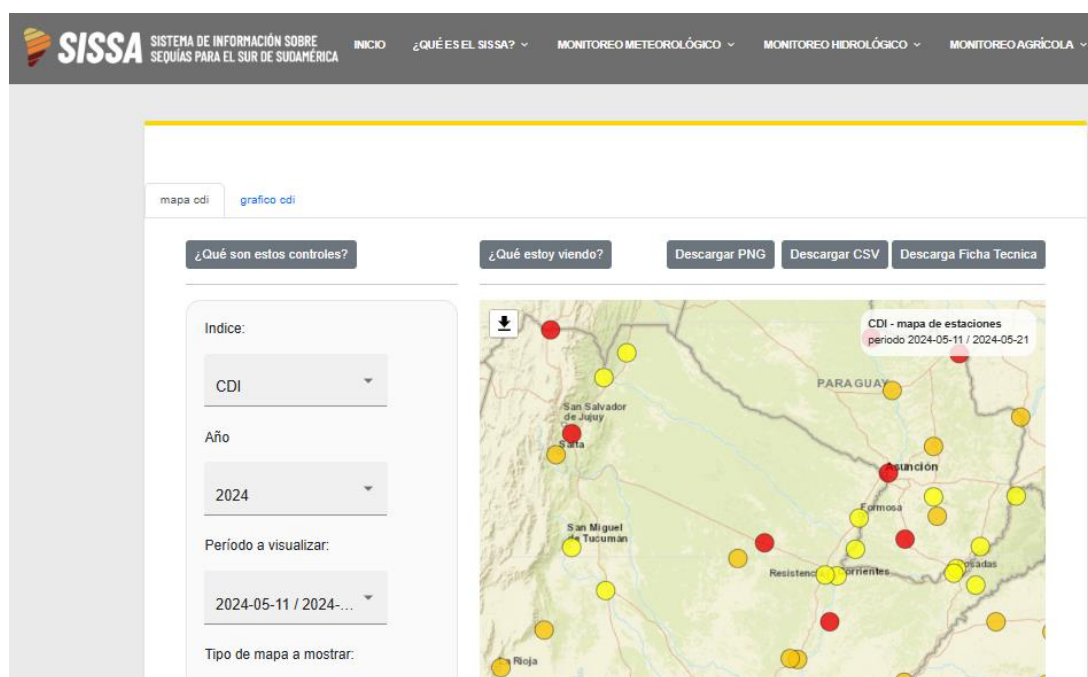 SISSA
SISTEMA DE INFORMACIÓN SOBRE
SEQUÍAS PARA EL SUR DE SUDAMÉRICA
INICIO
¿QUÉ ES EL SISSA?
MONITOREO METEOROLÓGICO
MONITOREO HIDROLÓGICO
MONITOREO AGRÍCOLA
mapa cdi
grafico cdi
¿Qué son estos controles?
¿Qué estoy viendo?
Descargar PNG
Descargar CSV
Descarga Ficha Tecnica
Indice:
CDI
Año
2024
Período a visualizar:
2024-05-11 / 2024-...
Tipo de mapa a mostrar:
CDI - mapa de estaciones
periodo 2024-05-11 / 2024-05-21
PARAGUAY
San Salvador
de Jujuy
Salta
Asunción
Formosa
San Miguel
de Tucumán
Resistencia
Corrientes
Posadas
La Rioja